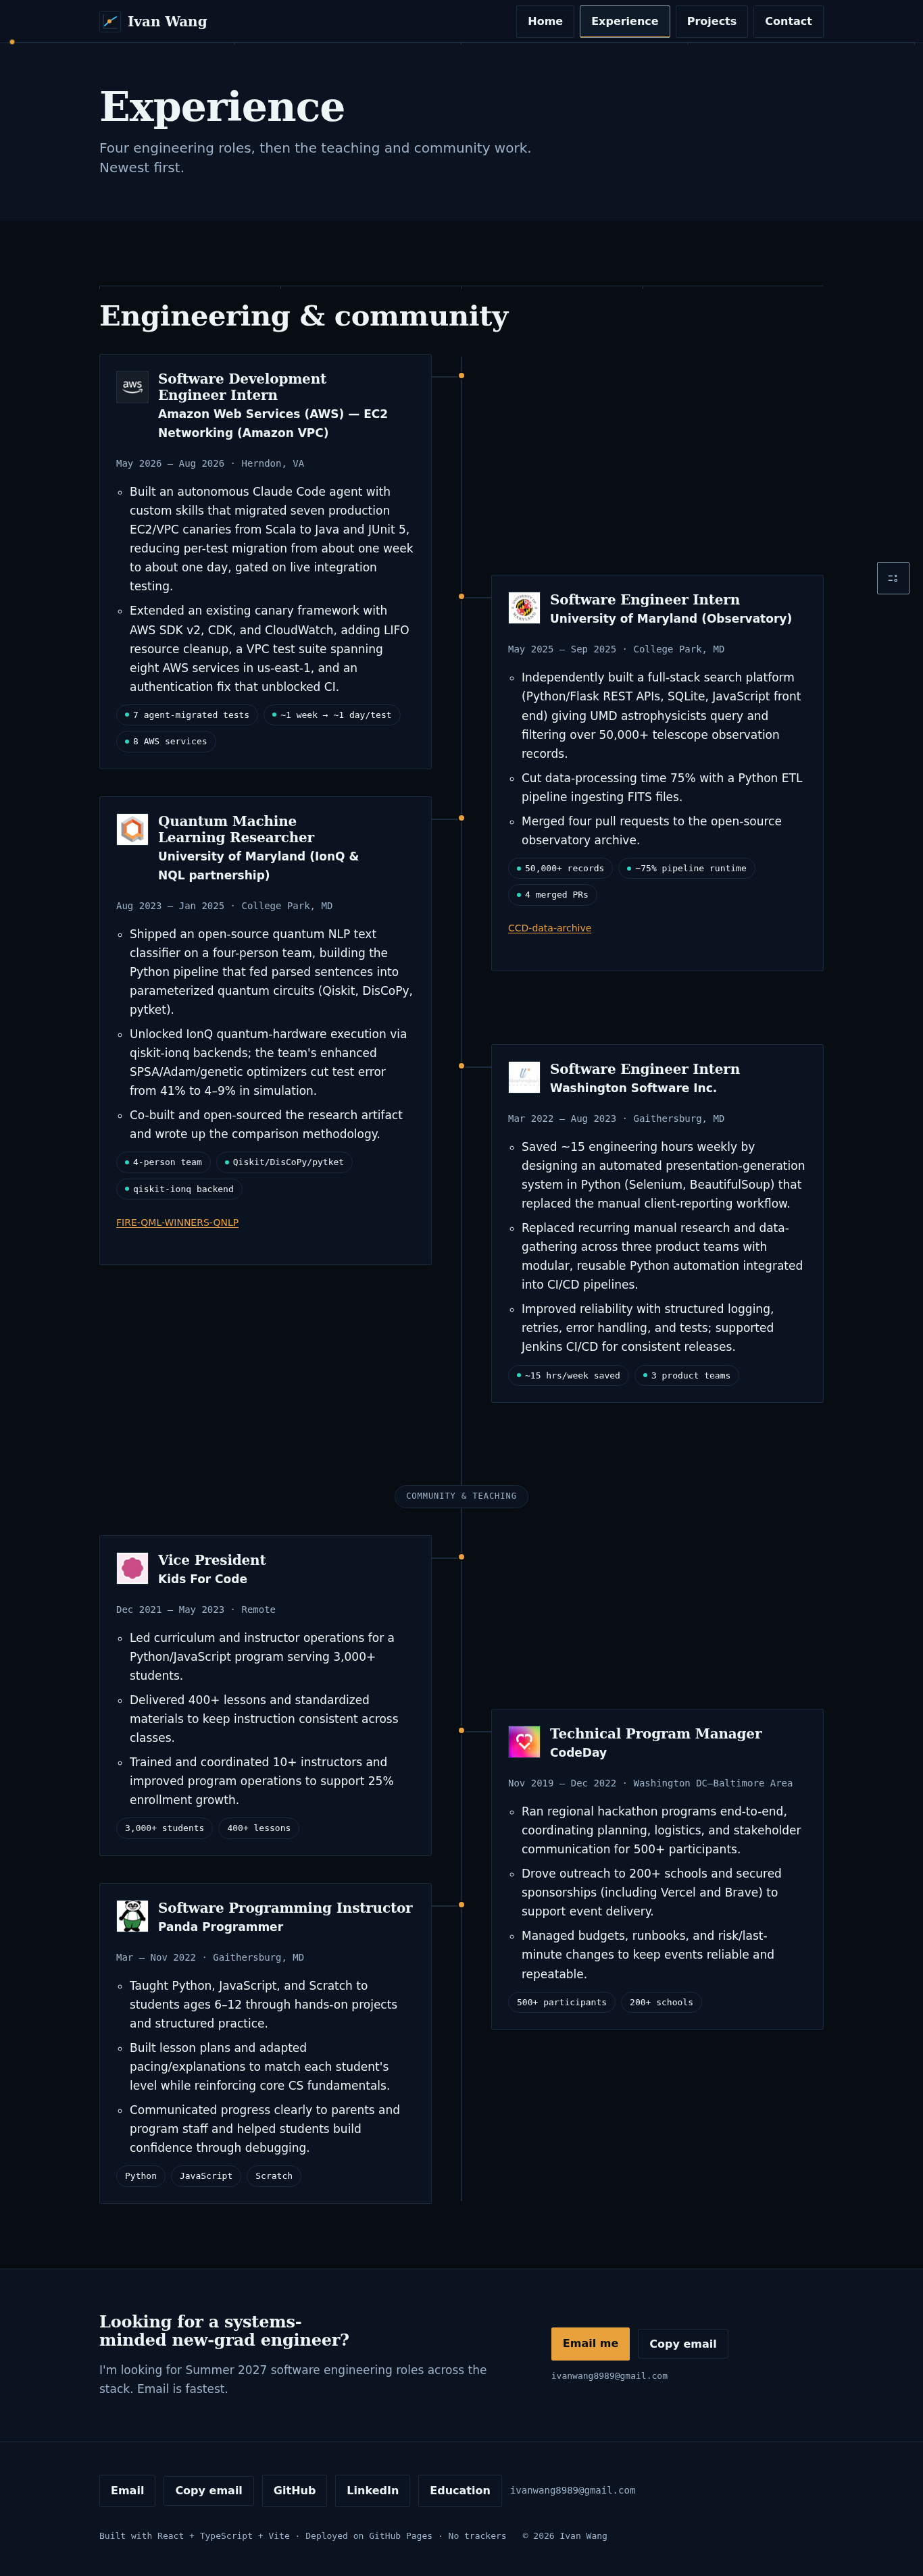 Ivan Wang
Home
Experience
Projects
Contact
Experience
Four engineering roles, then the teaching and community work.
Newest first.
Engineering & community
aws
Software Development
Engineer Intern
Amazon Web Services (AWS) — EC2
Networking (Amazon VPC)
May 2026 — Aug 2026 · Herndon, VA
Built an autonomous Claude Code agent with
custom skills that migrated seven production
EC2/VPC canaries from Scala to Java and JUnit 5,
reducing per-test migration from about one week
to about one day, gated on live integration
testing.
Extended an existing canary framework with
AWS SDK v2, CDK, and CloudWatch, adding LIFO
resource cleanup, a VPC test suite spanning
eight AWS services in us-east-1, and an
authentication fix that unblocked CI.
7 agent-migrated tests
~1 week → ~1 day/test
8 AWS services
Software Engineer Intern
University of Maryland (Observatory)
May 2025 — Sep 2025 · College Park, MD
Independently built a full-stack search platform
(Python/Flask REST APIs, SQLite, JavaScript front
end) giving UMD astrophysicists query and
filtering over 50,000+ telescope observation
records.
Cut data-processing time 75% with a Python ETL
pipeline ingesting FITS files.
Merged four pull requests to the open-source
observatory archive.
50,000+ records
−75% pipeline runtime
4 merged PRs
CCD-data-archive
Quantum Machine
Learning Researcher
University of Maryland (IonQ &
NQL partnership)
Aug 2023 — Jan 2025 · College Park, MD
Shipped an open-source quantum NLP text
classifier on a four-person team, building the
Python pipeline that fed parsed sentences into
parameterized quantum circuits (Qiskit, DisCoPy,
pytket).
Unlocked IonQ quantum-hardware execution via
qiskit-ionq backends; the team's enhanced
SPSA/Adam/genetic optimizers cut test error
from 41% to 4–9% in simulation.
Co-built and open-sourced the research artifact
and wrote up the comparison methodology.
4-person team
Qiskit/DisCoPy/pytket
qiskit-ionq backend
FIRE-QML-WINNERS-QNLP
Software Engineer Intern
Washington Software Inc.
Mar 2022 — Aug 2023 · Gaithersburg, MD
Saved ~15 engineering hours weekly by
designing an automated presentation-generation
system in Python (Selenium, BeautifulSoup) that
replaced the manual client-reporting workflow.
Replaced recurring manual research and data-
gathering across three product teams with
modular, reusable Python automation integrated
into CI/CD pipelines.
Improved reliability with structured logging,
retries, error handling, and tests; supported
Jenkins CI/CD for consistent releases.
~15 hrs/week saved
3 product teams
COMMUNITY & TEACHING
Vice President
Kids For Code
Dec 2021 — May 2023 · Remote
Led curriculum and instructor operations for a
Python/JavaScript program serving 3,000+
students.
Delivered 400+ lessons and standardized
materials to keep instruction consistent across
classes.
Trained and coordinated 10+ instructors and
improved program operations to support 25%
enrollment growth.
3,000+ students
400+ lessons
Technical Program Manager
CodeDay
Nov 2019 — Dec 2022 · Washington DC–Baltimore Area
Ran regional hackathon programs end-to-end,
coordinating planning, logistics, and stakeholder
communication for 500+ participants.
Drove outreach to 200+ schools and secured
sponsorships (including Vercel and Brave) to
support event delivery.
Managed budgets, runbooks, and risk/last-
minute changes to keep events reliable and
repeatable.
500+ participants
200+ schools
Software Programming Instructor
Panda Programmer
Mar — Nov 2022 · Gaithersburg, MD
Taught Python, JavaScript, and Scratch to
students ages 6–12 through hands-on projects
and structured practice.
Built lesson plans and adapted
pacing/explanations to match each student's
level while reinforcing core CS fundamentals.
Communicated progress clearly to parents and
program staff and helped students build
confidence through debugging.
Python
JavaScript
Scratch
Looking for a systems-
minded new-grad engineer?
I'm looking for Summer 2027 software engineering roles across the
stack. Email is fastest.
Email me
Copy email
ivanwang8989@gmail.com
Email
Copy email
GitHub
LinkedIn
Education
ivanwang8989@gmail.com
Built with React + TypeScript + Vite · Deployed on GitHub Pages · No trackers
© 2026 Ivan Wang